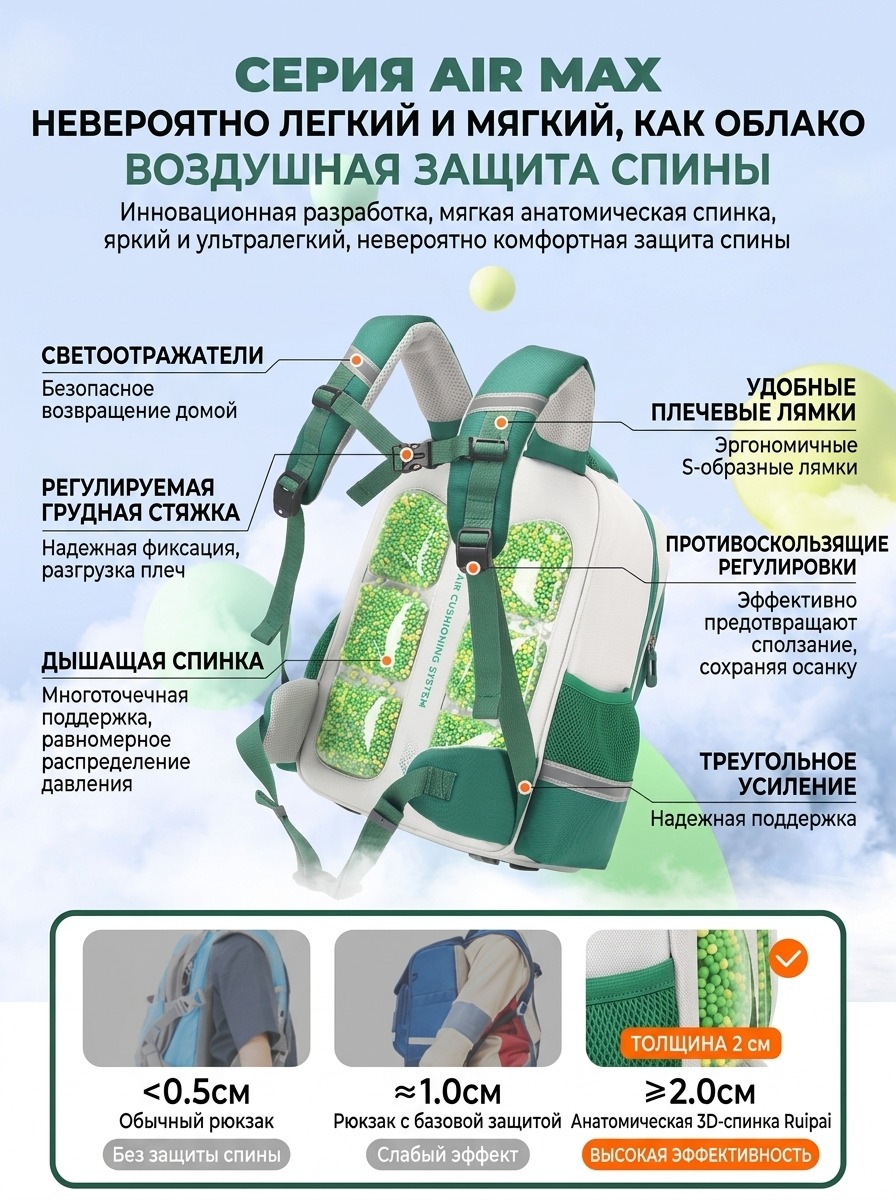 СЕРИЯ AIR MAX
НЕВЕРОЯТНО ЛЕГКИЙ И МЯГКИЙ, КАК ОБЛАКО
ВОЗДУШНАЯ ЗАЩИТА СПИНЫ
Инновационная разработка, мягкая анатомическая спинка,
яркий и ультралегкий, невероятно комфортная защита спины
СВЕТООТРАЖАТЕЛИ
Безопасное
возвращение домой
РЕГУЛИРУЕМАЯ
ГРУДНАЯ СТЯЖКА
Надежная фиксация,
разгрузка плеч
ДЫШАЩАЯ СПИНКА
Многоточечная
поддержка,
равномерное
распределение
давления
УДОБНЫЕ
ПЛЕЧЕВЫЕ ЛЯМКИ
Эргономичные
S-образные лямки
ПРОТИВОСКОЛЬЗЯЩИЕ
РЕГУЛИРОВКИ
Эффективно
предотвращают
сползание,
сохраняя осанку
ТРЕУГОЛЬНОЕ
УСИЛЕНИЕ
Надежная поддержка
AIR CUSHIONING SYSTEM
ТОЛЩИНА 2 см
<0.5см
Обычный рюкзак
Без защиты спины
≈1.0см
Рюкзак с базовой защитой
Слабый эффект
⩾2.0см
Анатомическая 3D-спинка Ruipai
ВЫСОКАЯ ЭФФЕКТИВНОСТЬ